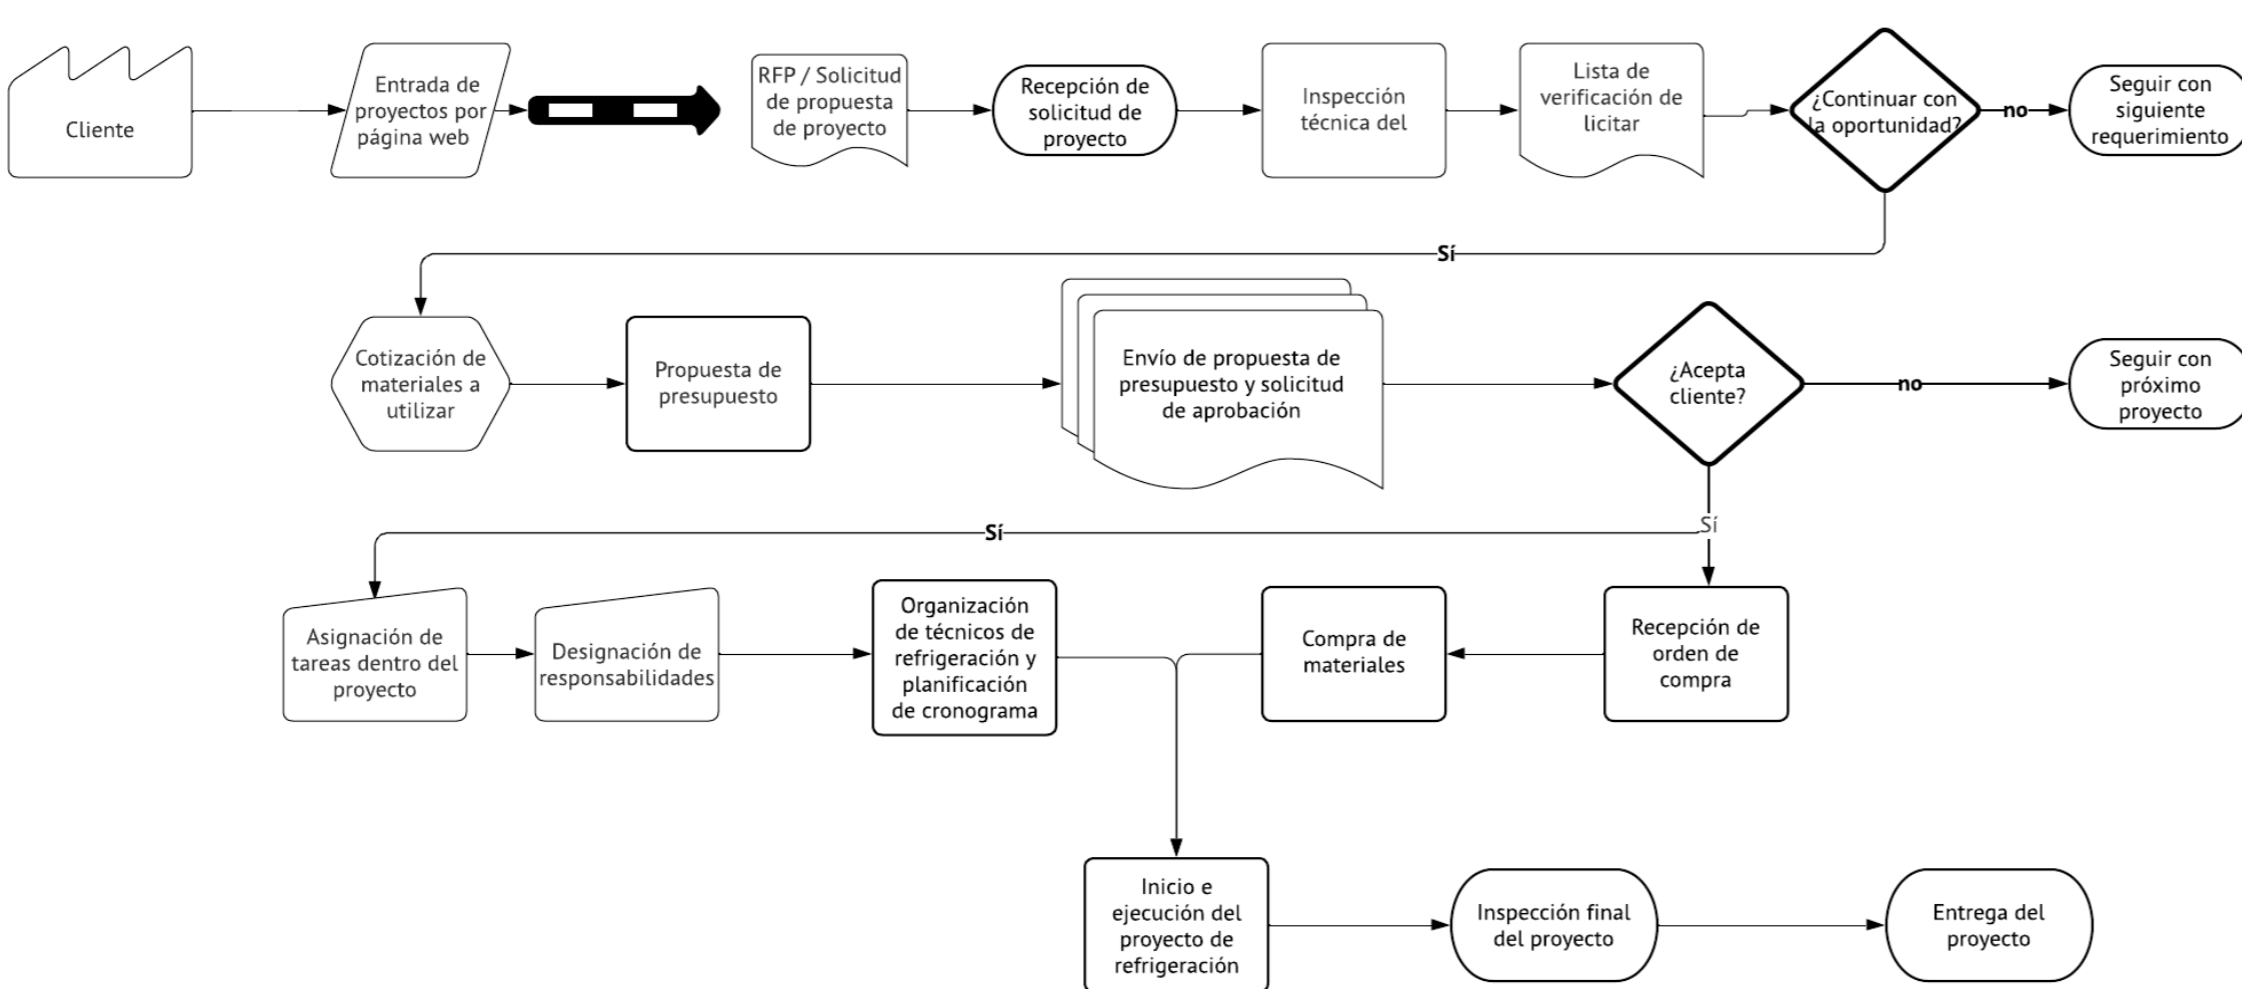 Cliente
Entrada de
proyectos por
página web
RFP / Solicitud
de propuesta
de proyecto
Recepción de
solicitud de
proyecto
Inspección
técnica del
Lista de
verificación de
licitar
¿Continuar con
la oportunidad?
no
Seguir con
siguiente
requerimiento
Sí
Cotización de
materiales a
utilizar
Propuesta de
presupuesto
Envío de propuesta de
presupuesto y solicitud
de aprobación
¿Acepta
cliente?
no
Seguir con
próximo
proyecto
Sí
Sí
Asignación de
tareas dentro del
proyecto
Designación de
responsabilidades
Organización
de técnicos de
refrigeración y
planificación
de cronograma
Compra de
materiales
Recepción de
orden de
compra
Inicio e
ejecución del
proyecto de
refrigeración
Inspección final
del proyecto
Entrega del
proyecto